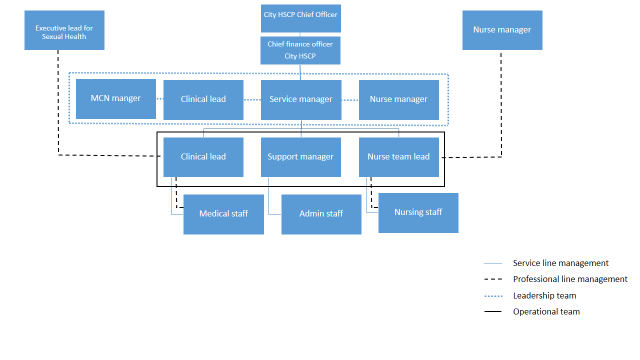 City HSCP Chief Officer
Executive lead for
Sexual Health
Nurse manager
Chief finance officer
City HSCP
MCN manger
Clinical lead
Service manager
Nurse manager
Clinical lead
Support manager
Nurse team lead
Medical staff
Admin staff
Nursing staff
Service line management
Professional line management
Leadership team
Operational team